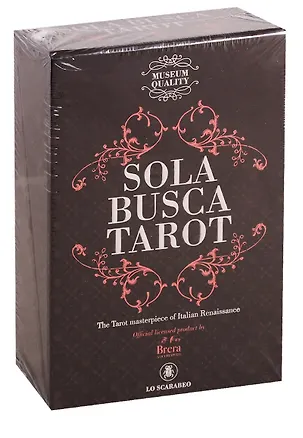 MUSEUM
QUALITY
SOLA
BUSCA
TAROT
The Tarot masterpiece of Italian Renaissance
Official licensed product by
Brera
LO SCARABEO